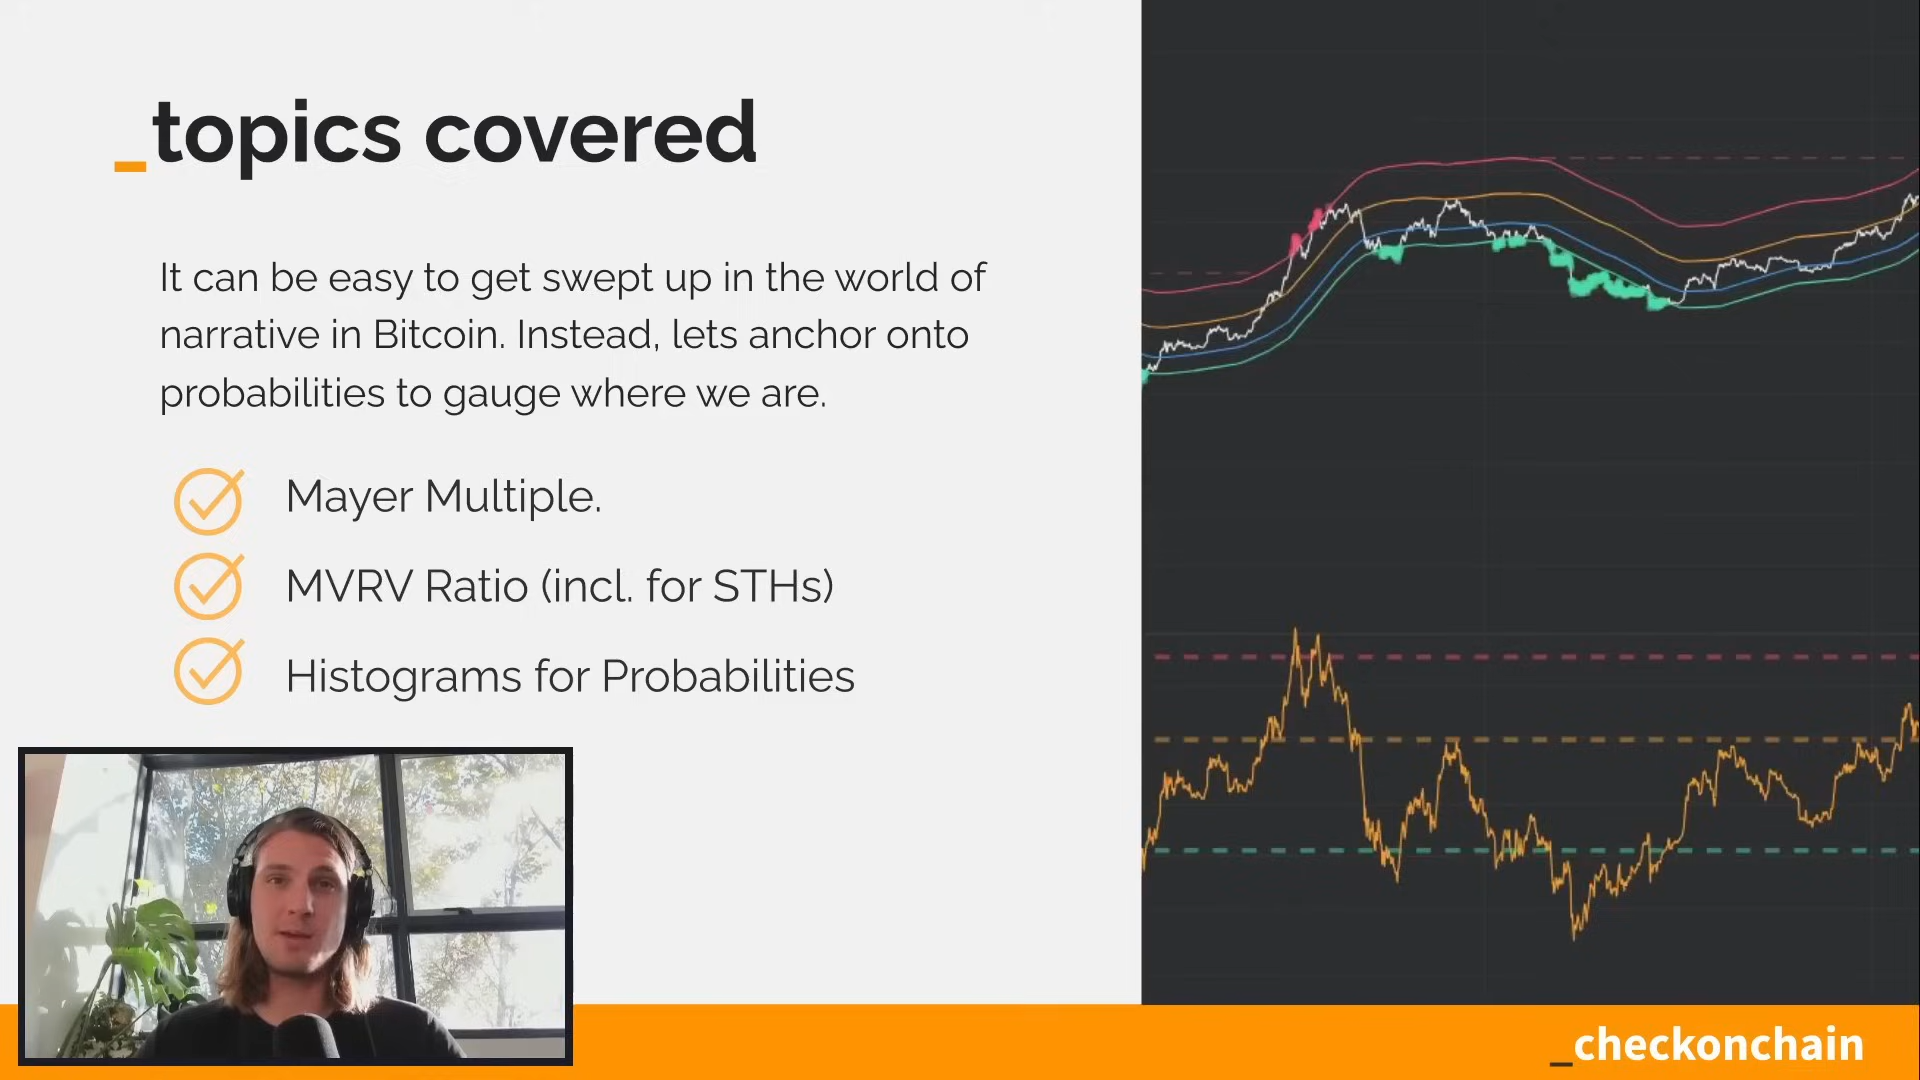 _topics covered
It can be easy to get swept up in the world of
narrative in Bitcoin. Instead, lets anchor onto
probabilities to gauge where we are.
Mayer Multiple.
MVRV Ratio (incl. for STHs)
Histograms for Probabilities
_checkonchain